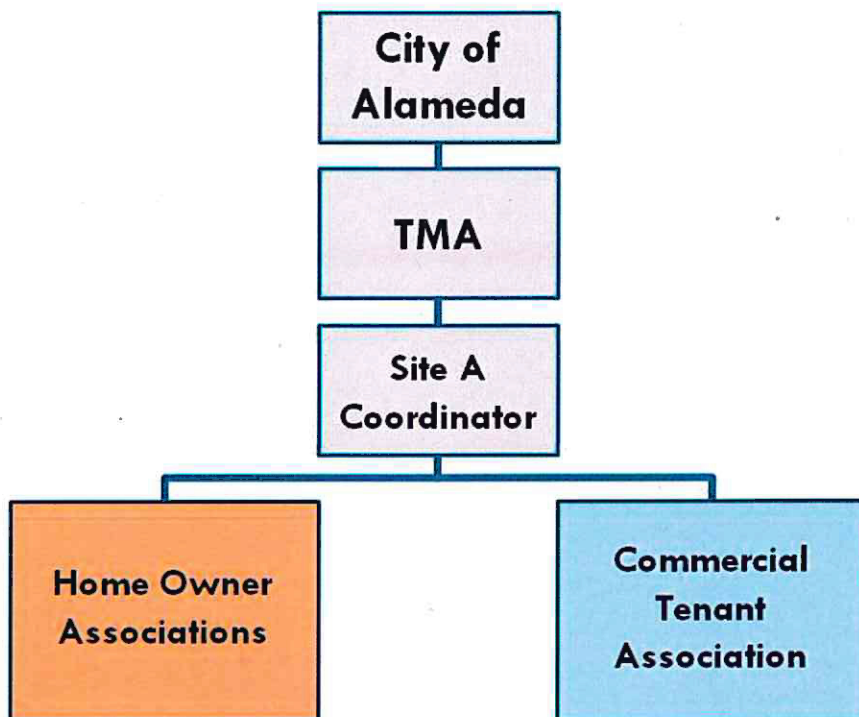 City of
Alameda
TMA
Site A
Coordinator
Home Owner
Associations
Commercial
Tenant
Association